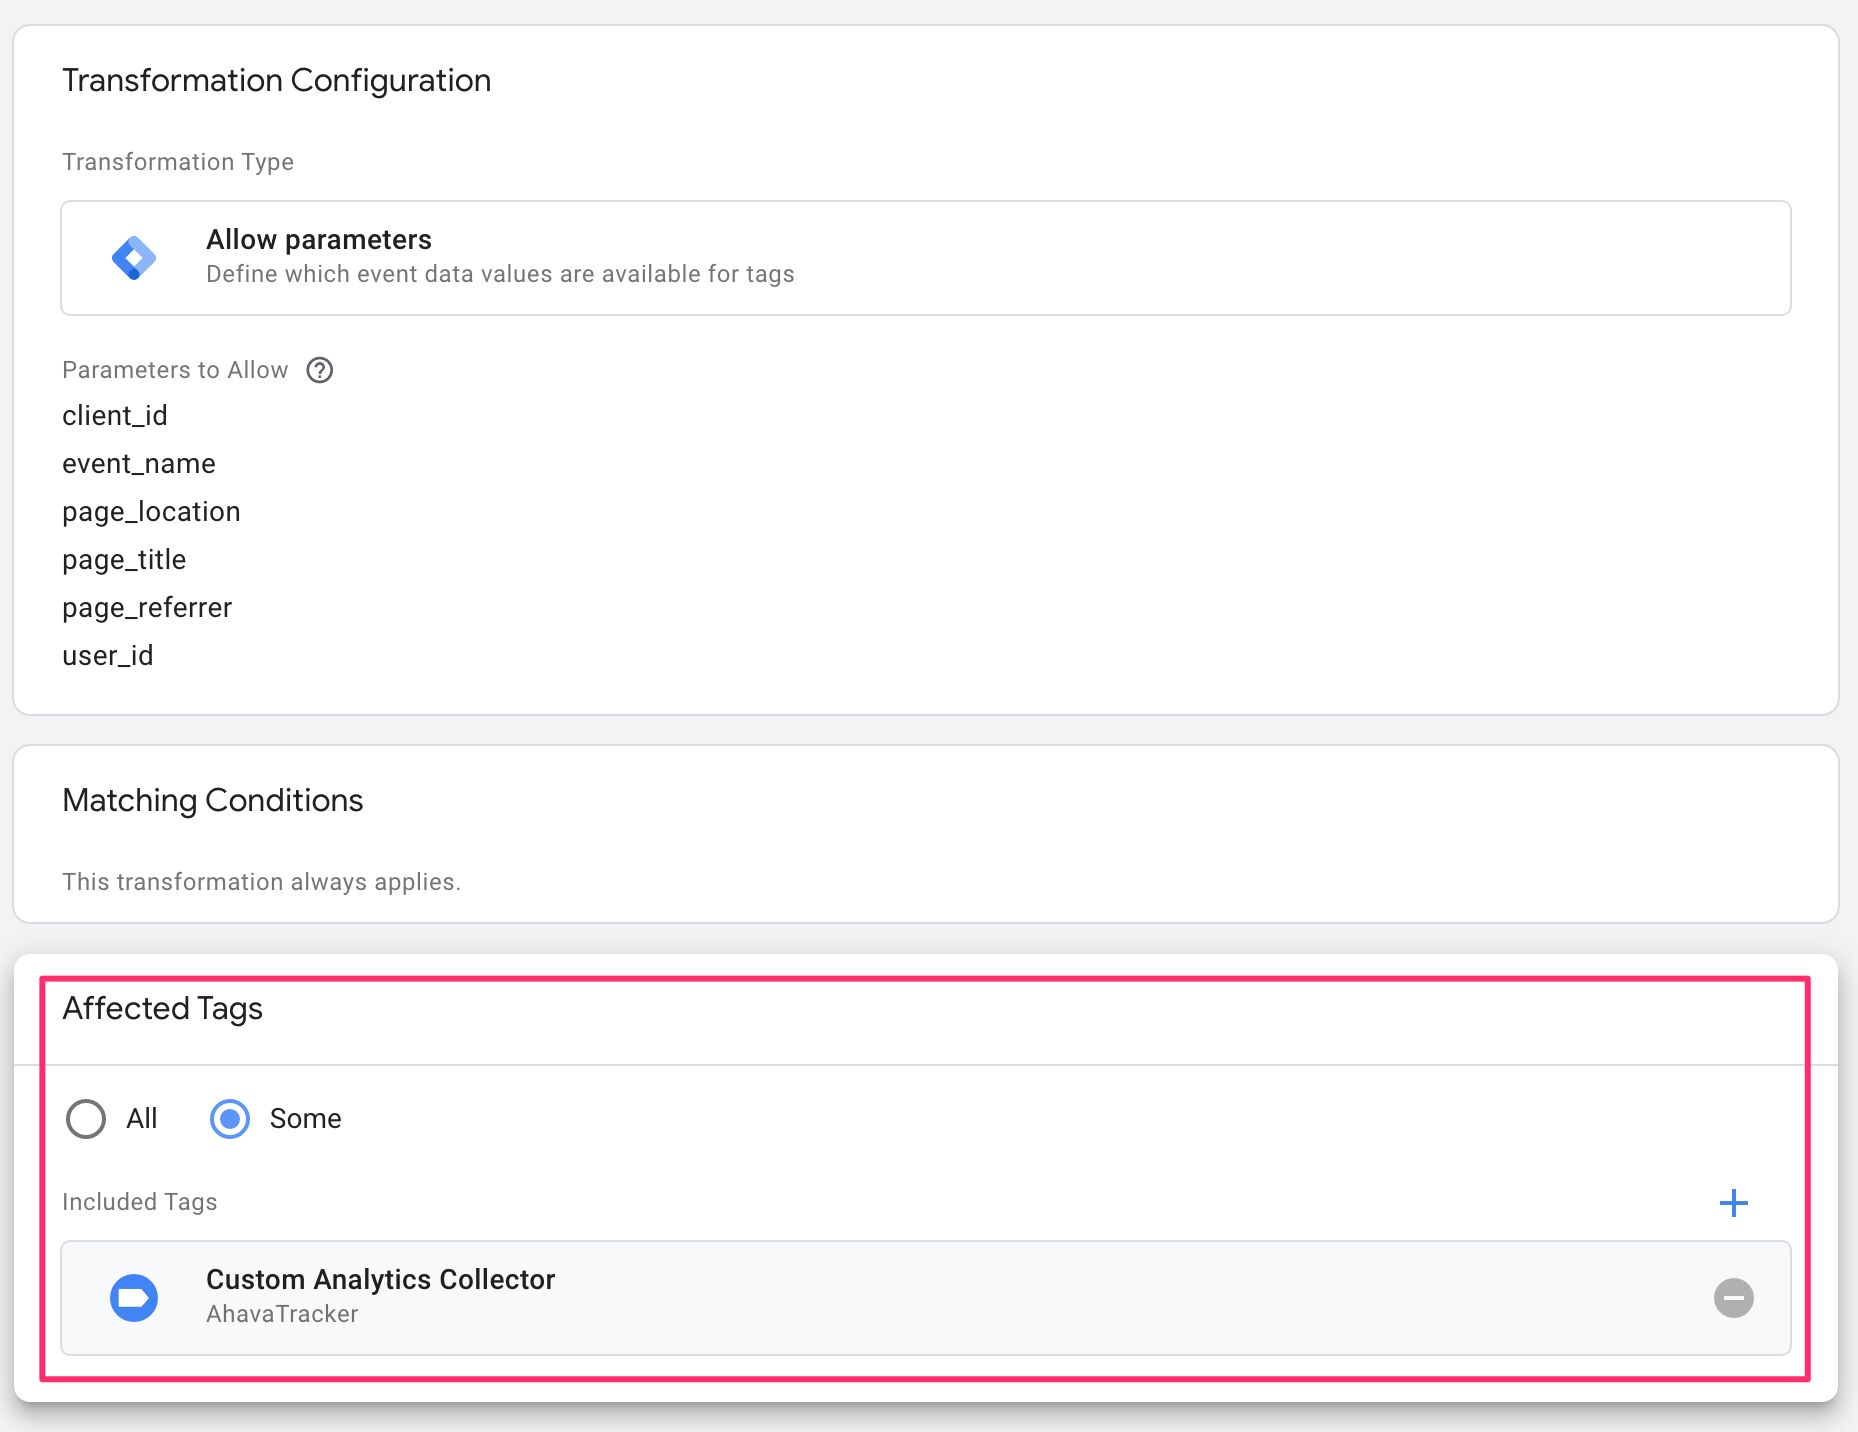 Transformation Configuration
Transformation Type
Allow parameters
Define which event data values are available for tags
Parameters to Allow
client_id
event_name
page_location
page_title
page_referrer
user_id
Matching Conditions
This transformation always applies.
Affected Tags
All Some
Included Tags
Custom Analytics Collector
AhavaTracker